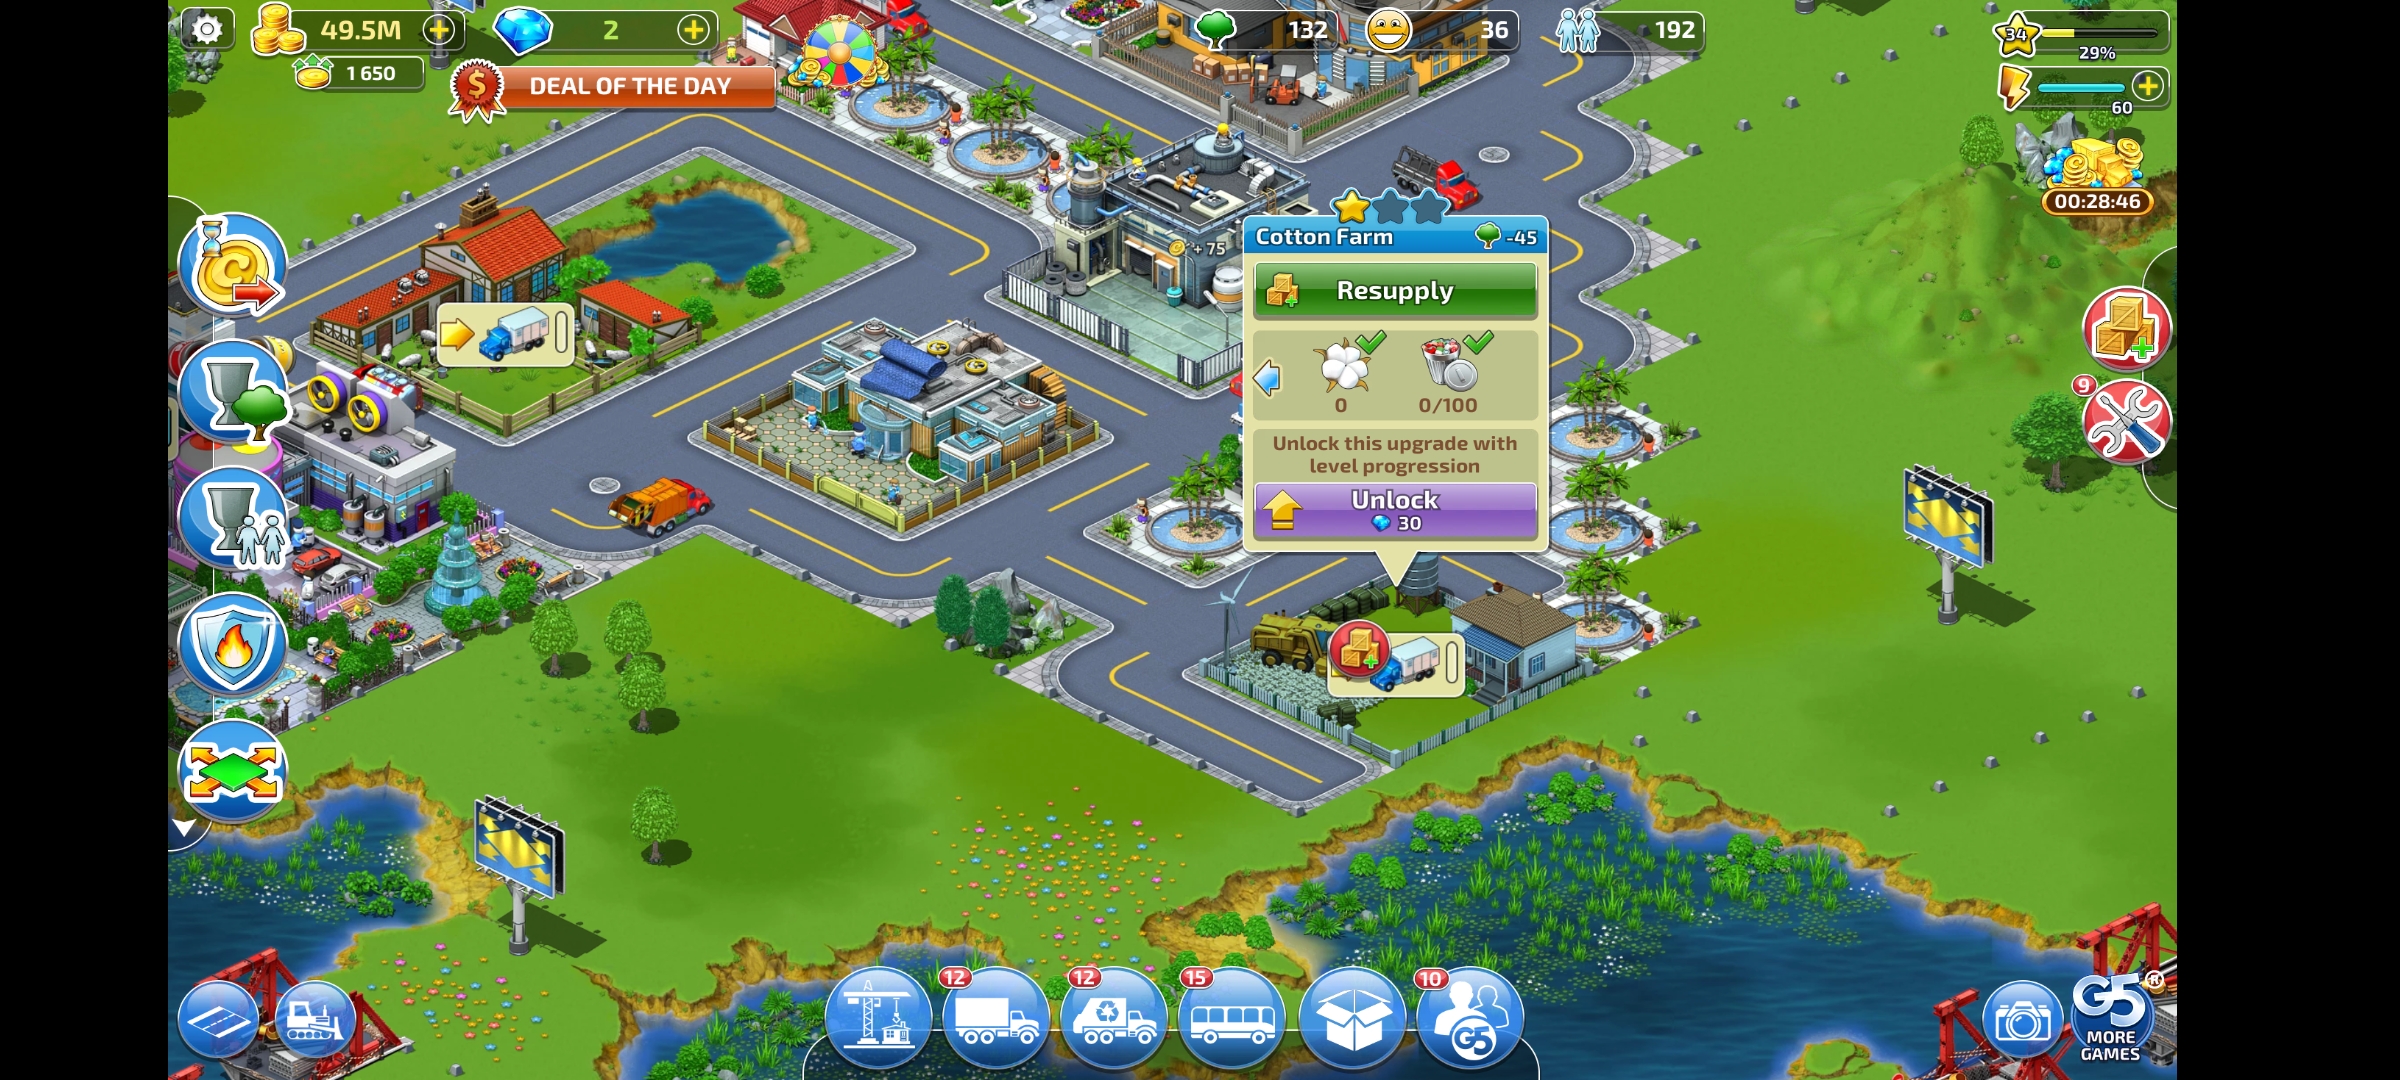 49.5M
2
132
36
192
34
29%
1 650
DEAL OF THE DAY
60
00:28:46
+ 75
Cotton Farm
-45
Resupply
0
0/100
Unlock this upgrade with
level progression
Unlock
30
9
12
12
15
10
G5
G5
®
MORE
GAMES